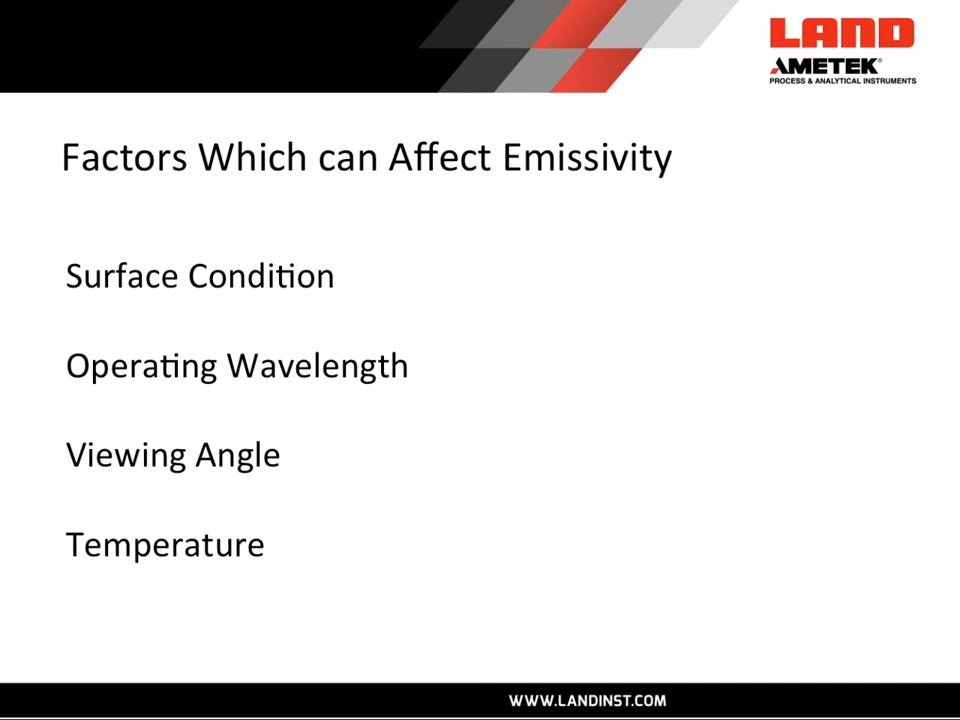 LAND
AMETEK®
PROCESS & ANALYTICAL INSTRUMENTS
Factors Which can Affect Emissivity
Surface Condition
Operating Wavelength
Viewing Angle
Temperature
WWW.LANDINST.COM